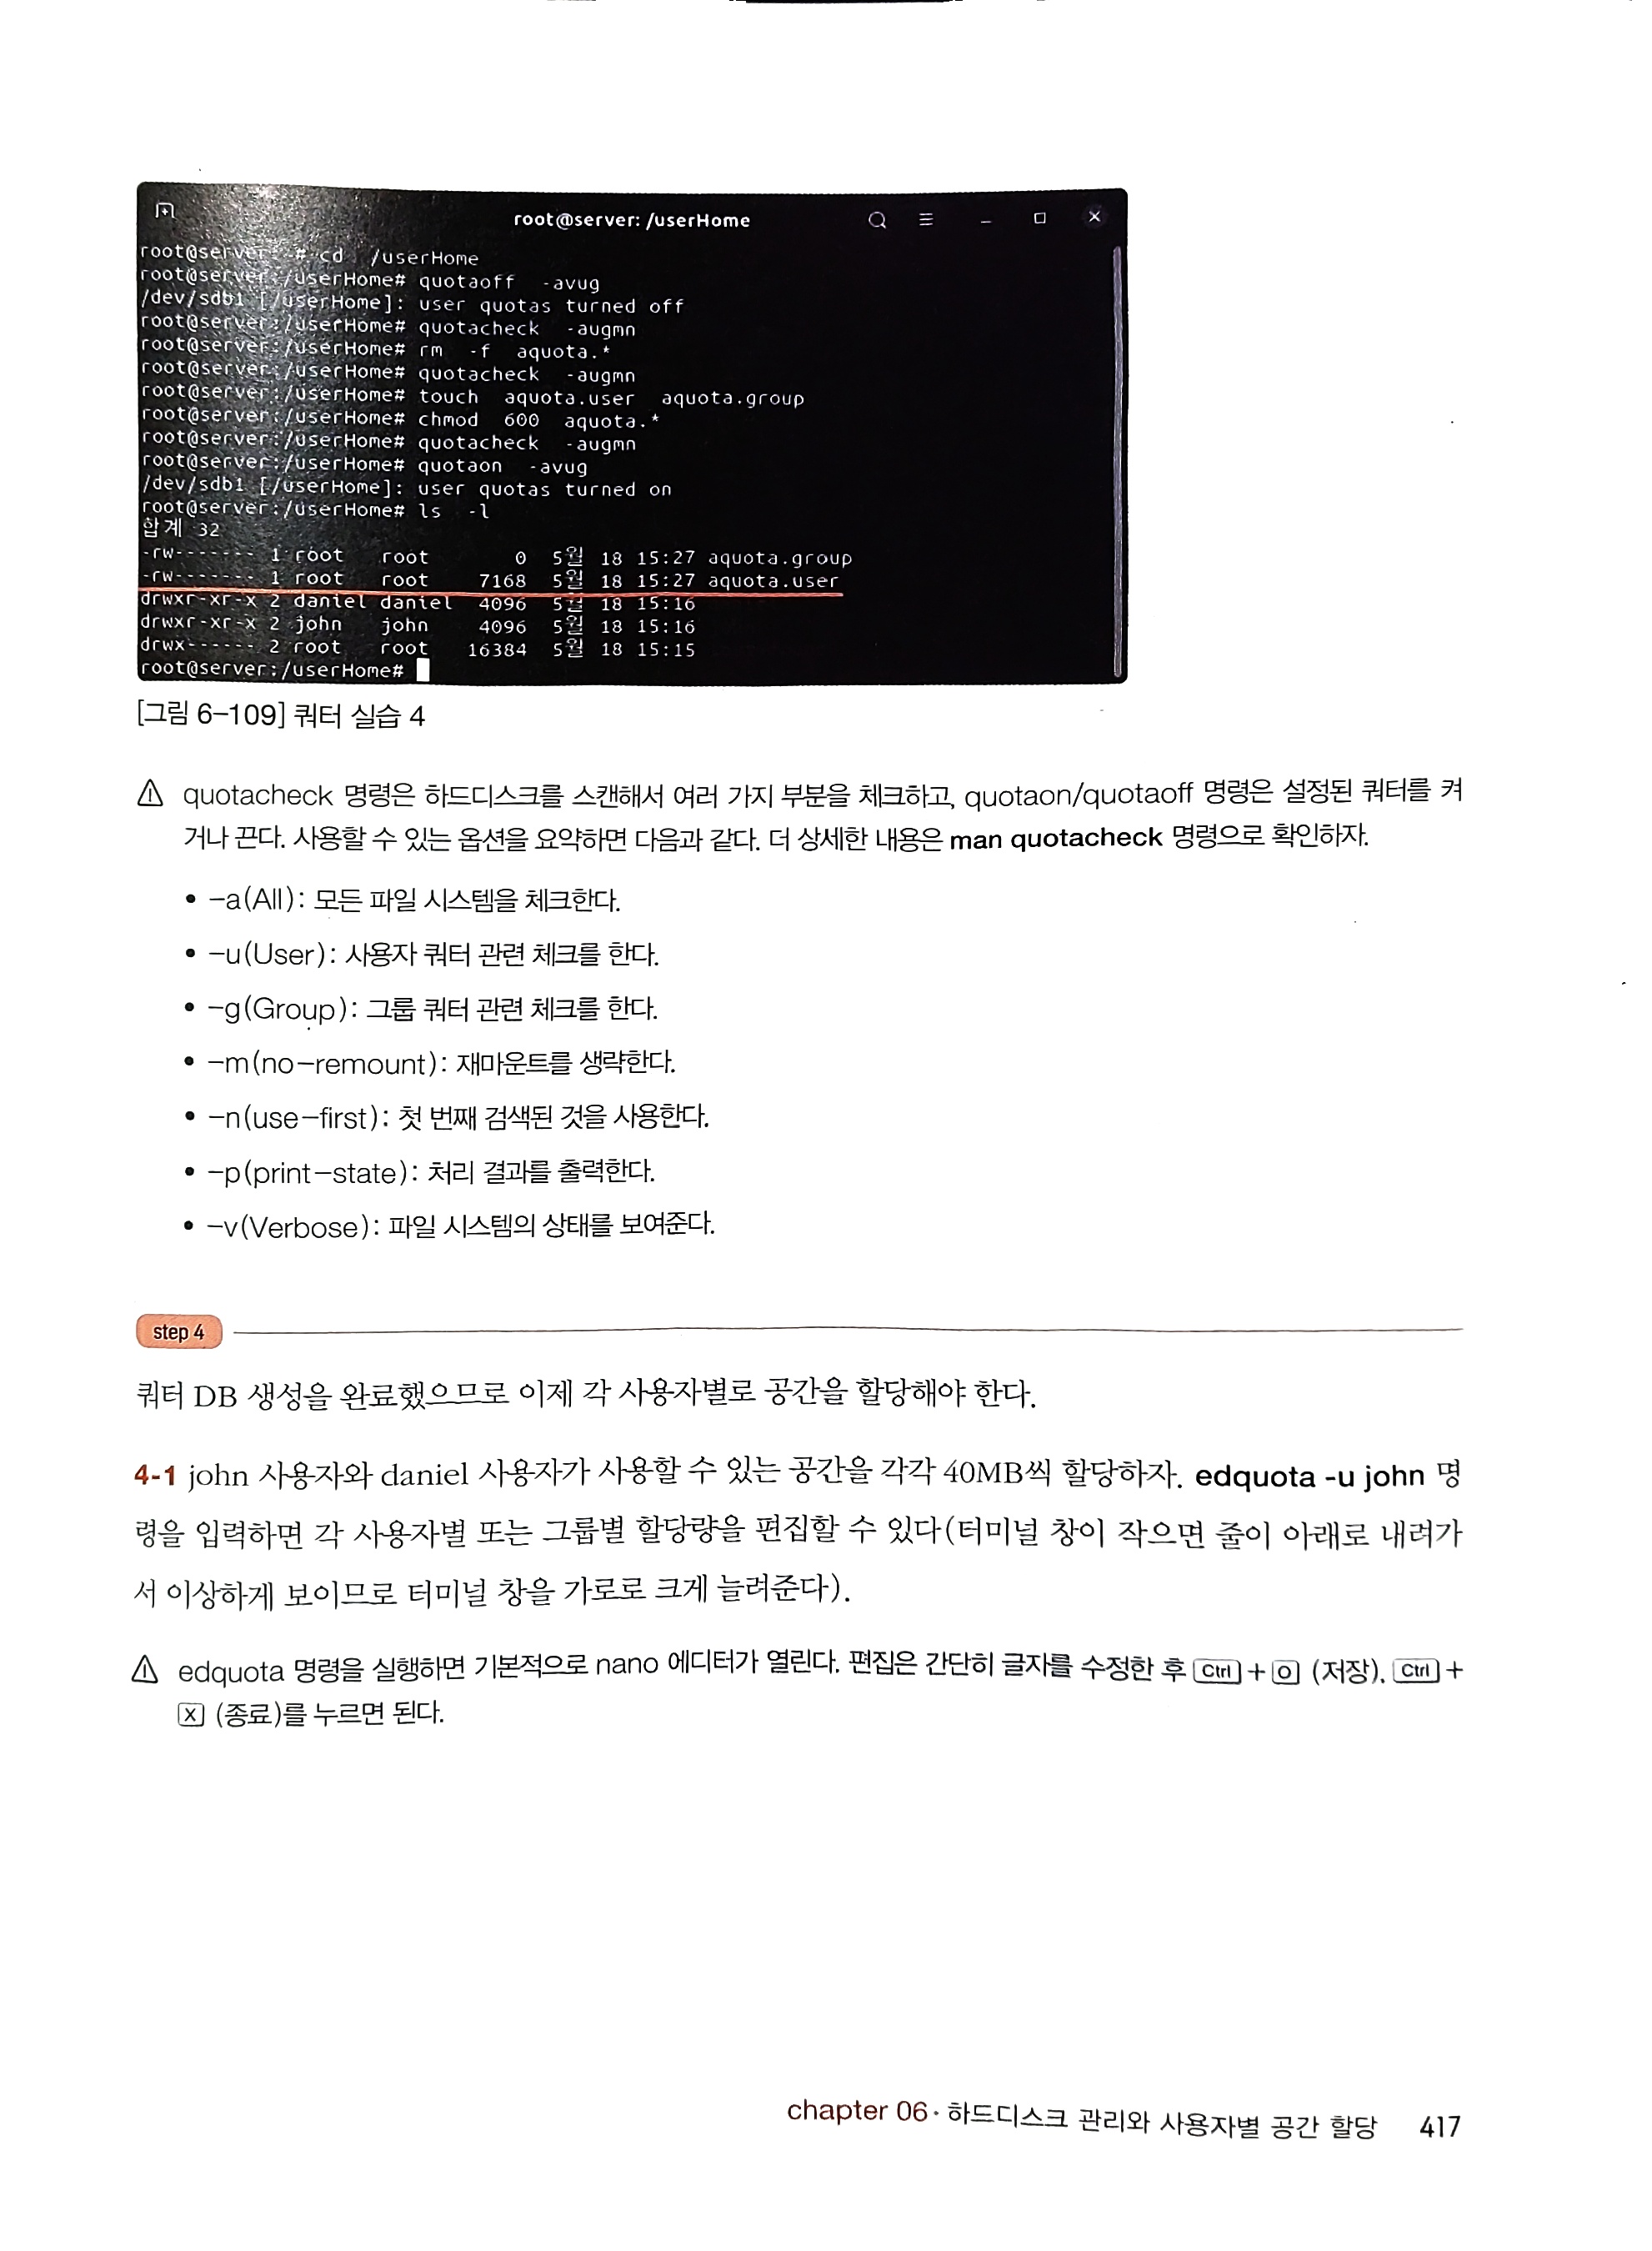 root@server: /userHome
root@server:~# cd /userHome
root@server:/userHome# quotaoff -avug
/dev/sdb1 [/userHome]: user quotas turned off
root@server:/userHome# quotacheck -augmn
root@server:/userHome# rm -f aquota.*
root@server:/userHome# quotacheck -augmn
root@server:/userHome# touch aquota.user aquota.group
root@server:/userHome# chmod 600 aquota.*
root@server:/userHome# quotacheck -augmn
root@server:/userHome# quotaon -avug
/dev/sdb1 [/userHome]: user quotas turned on
root@server:/userHome# ls -l
합계 32
-rw------- 1 root root 0 5월 18 15:27 aquota.group
-rw------- 1 root root 7168 5월 18 15:27 aquota.user
drwxr-xr-x 2 daniel daniel 4096 5월 18 15:16
drwxr-xr-x 2 john john 4096 5월 18 15:16
drwx------ 2 root root 16384 5월 18 15:15
root@server:/userHome#
[그림 6-109] 쿼터 실습 4
quotacheck 명령은 하드디스크를 스캔해서 여러 가지 부분을 체크하고, quotaon/quotaoff 명령은 설정된 쿼터를 켜
거나 끈다. 사용할 수 있는 옵션을 요약하면 다음과 같다. 더 상세한 내용은 man quotacheck 명령으로 확인하자.
• -a(All): 모든 파일 시스템을 체크한다.
• -u(User): 사용자 쿼터 관련 체크를 한다.
• -g(Group): 그룹 쿼터 관련 체크를 한다.
• -m(no-remount): 재마운트를 생략한다.
• -n(use-first): 첫 번째 검색된 것을 사용한다.
• -p(print-state): 처리 결과를 출력한다.
• -v(Verbose): 파일 시스템의 상태를 보여준다.
step 4
쿼터 DB 생성을 완료했으므로 이제 각 사용자별로 공간을 할당해야 한다.
4-1 john 사용자와 daniel 사용자가 사용할 수 있는 공간을 각각 40MB씩 할당하자. edquota -u john 명
령을 입력하면 각 사용자별 또는 그룹별 할당량을 편집할 수 있다(터미널 창이 작으면 줄이 아래로 내려가
서 이상하게 보이므로 터미널 창을 가로로 크게 늘려준다).
edquota 명령을 실행하면 기본적으로 nano 에디터가 열린다. 편집은 간단히 글자를 수정한 후 Ctrl + O (저장), Ctrl +
X (종료)를 누르면 된다.
chapter 06 · 하드디스크 관리와 사용자별 공간 할당 417